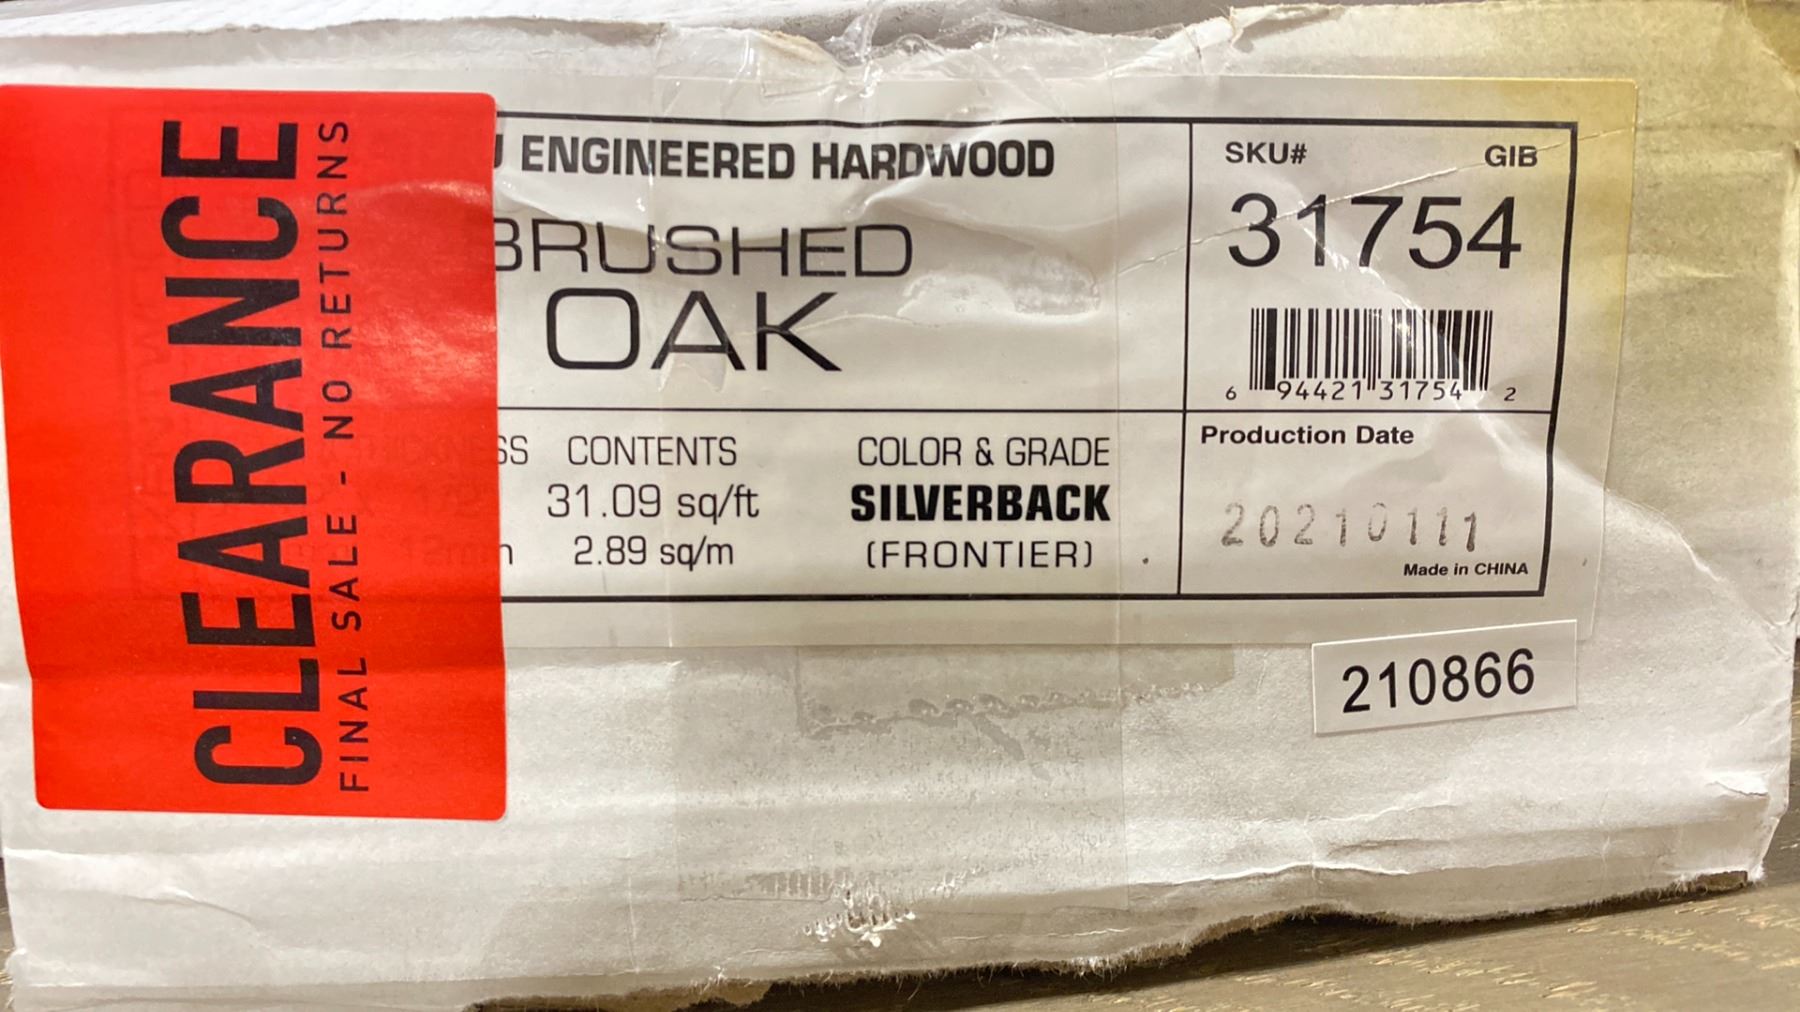 CLEARANCE
FINAL SALE - NO RETURNS
ENGINEERED HARDWOOD
BRUSHED
OAK
CONTENTS
31.09 sq/ft
2.89 sq/m
COLOR & GRADE
SILVERBACK
(FRONTIER)
SKU# GIB
31754
6 94421 31754 2
Production Date
20210111
Made in CHINA
210866